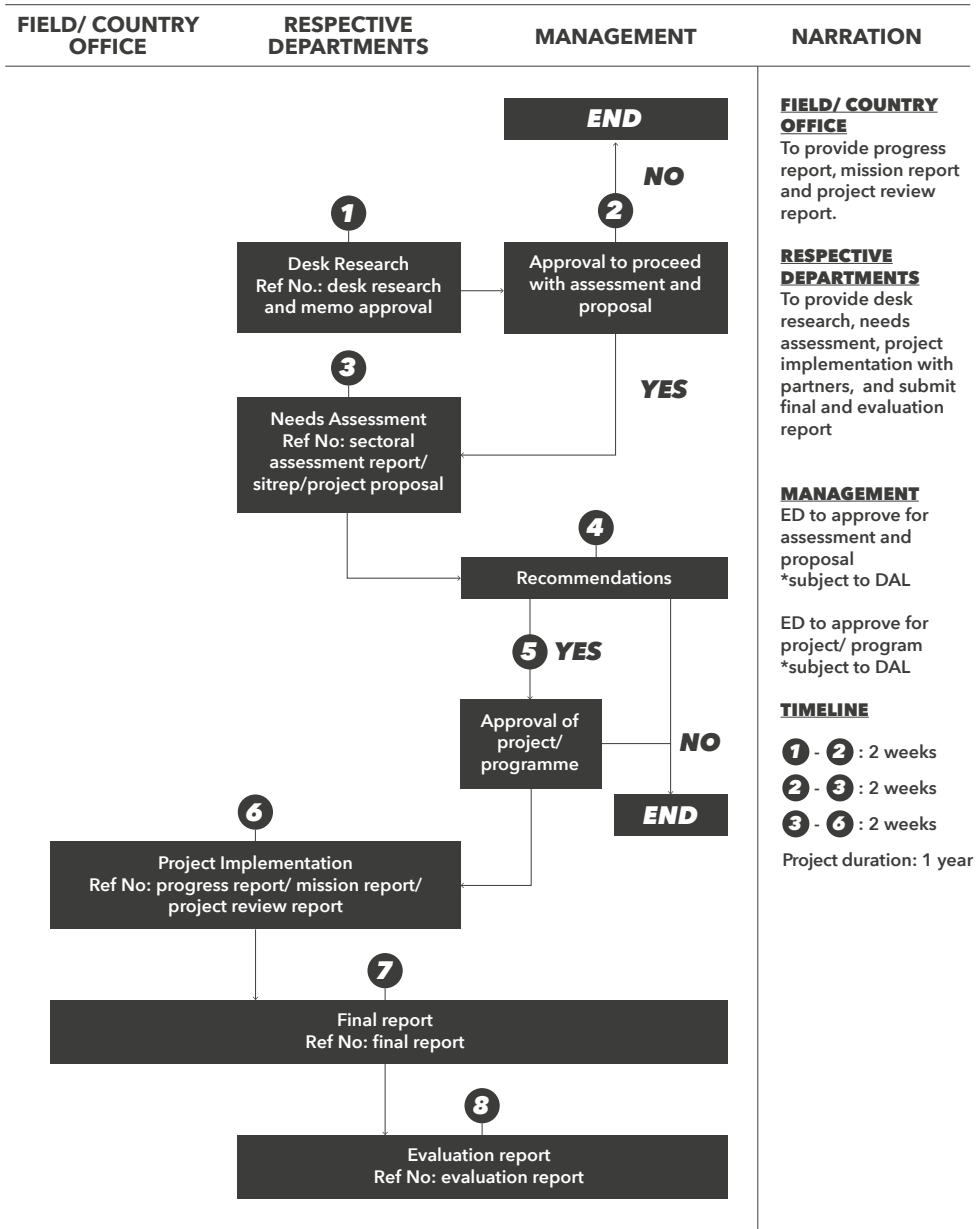 FIELD/ COUNTRY
OFFICE
RESPECTIVE
DEPARTMENTS
MANAGEMENT
NARRATION
END
NO
1
2
Desk Research
Ref No.: desk research
and memo approval
Approval to proceed
with assessment and
proposal
3
YES
Needs Assessment
Ref No: sectoral
assessment report/
sitrep/project proposal
4
Recommendations
5 YES
Approval of
project/
programme
NO
END
6
Project Implementation
Ref No: progress report/ mission report/
project review report
7
Final report
Ref No: final report
8
Evaluation report
Ref No: evaluation report
FIELD/ COUNTRY
OFFICE
To provide progress
report, mission report
and project review
report.
RESPECTIVE
DEPARTMENTS
To provide desk
research, needs
assessment, project
implementation with
partners, and submit
final and evaluation
report
MANAGEMENT
ED to approve for
assessment and
proposal
*subject to DAL
ED to approve for
project/ program
*subject to DAL
TIMELINE
1 - 2 : 2 weeks
2 - 3 : 2 weeks
3 - 6 : 2 weeks
Project duration: 1 year